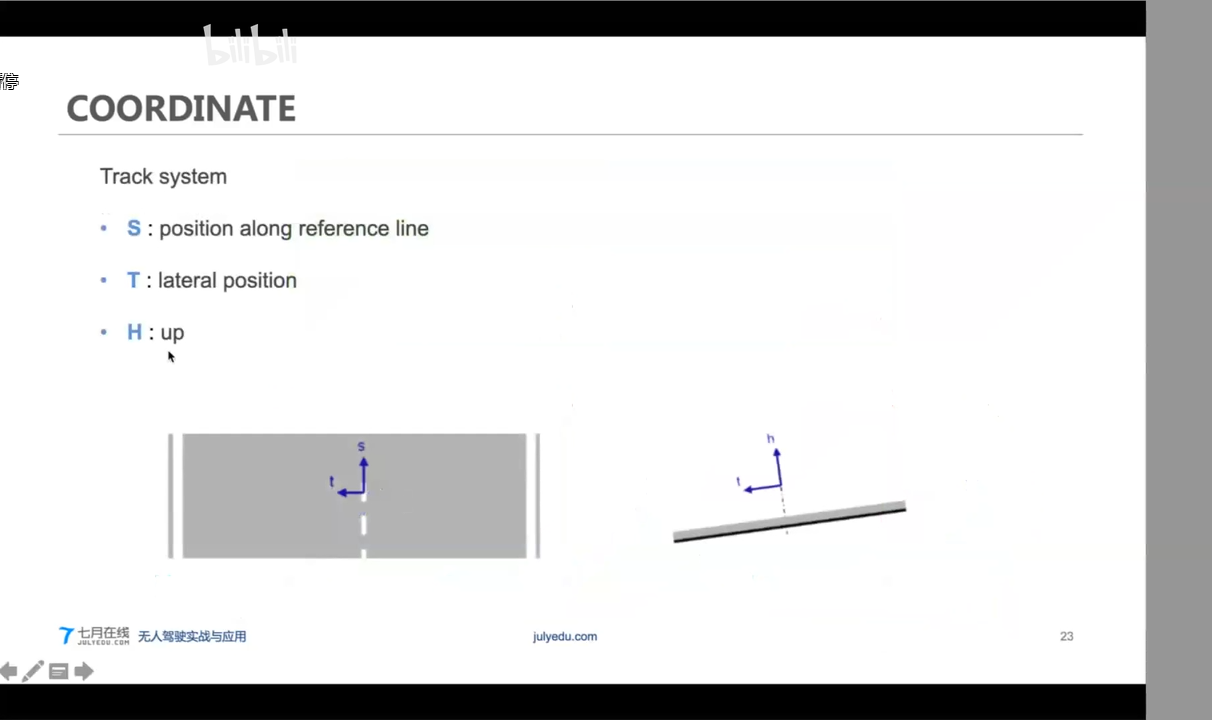 bilibili
停
COORDINATE
Track system
• S : position along reference line
• T : lateral position
• H : up
s
t
h
t
七月在线
JULYEDU.COM
无人驾驶实战与应用
julyedu.com
23